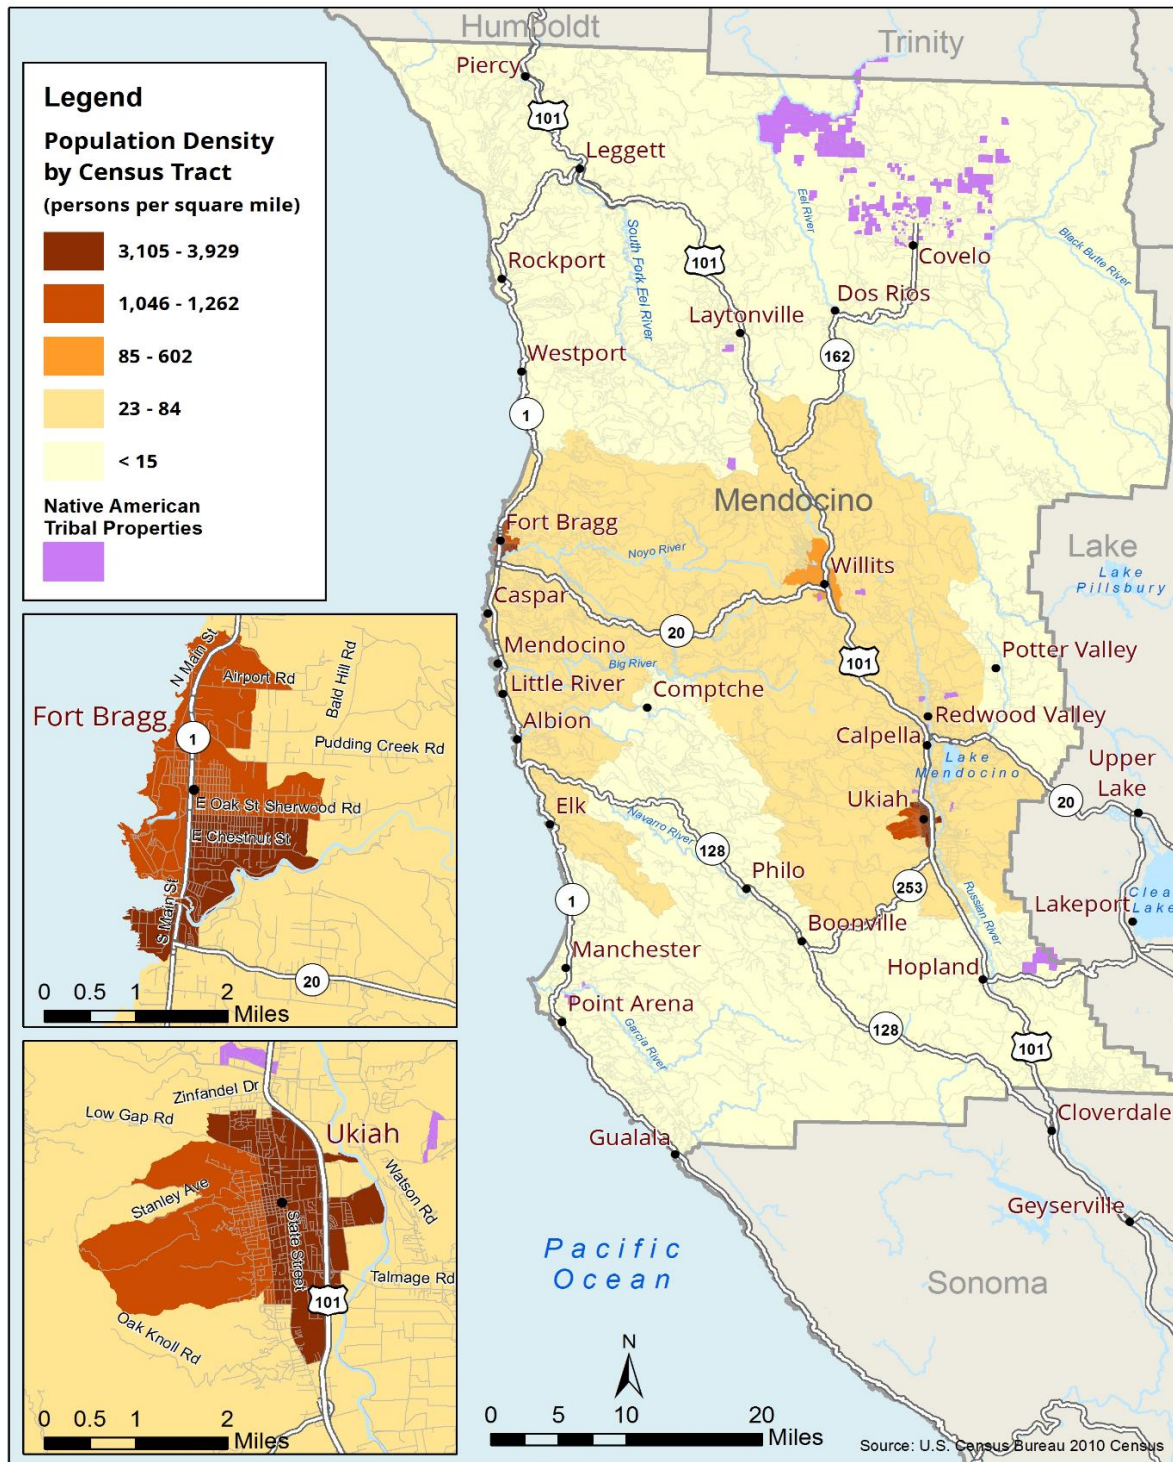 Legend
Population Density
by Census Tract
(persons per square mile)
3,105 - 3,929
1,046 - 1,262
85 - 602
23 - 84
< 15
Native American
Tribal Properties
Humboldt
Trinity
Piercy
101
Leggett
Eel River
South Fork Eel River
Black Butte River
Rockport
101
Covelo
Dos Rios
Laytonville
Westport
162
1
Mendocino
Fort Bragg
Noyo River
Willits
Lake
Lake
Pillsbury
Caspar
20
Mendocino
Big River
101
Potter Valley
Little River
Comptche
Redwood Valley
Albion
Calpella
Lake
Mendocino
Upper
Lake
Elk
Ukiah
20
Navarro River
128
Philo
253
Russian River
Clear
Lake
1
Boonville
Lakeport
Manchester
Hopland
Point Arena
Garcia River
128
101
Gualala
Cloverdale
Geyserville
Pacific
Ocean
Sonoma
N
0 5 10 20
Miles
Source: U.S. Census Bureau 2010 Census
N Main St
Airport Rd
Bald Hill Rd
Fort Bragg
1
Pudding Creek Rd
E Oak St Sherwood Rd
E Chestnut St
S Main St
20
0 0.5 1 2
Miles
Zinfandel Dr
Low Gap Rd
Ukiah
Stanley Ave
Watson Rd
State Street
Talmage Rd
101
Oak Knoll Rd
0 0.5 1 2
Miles